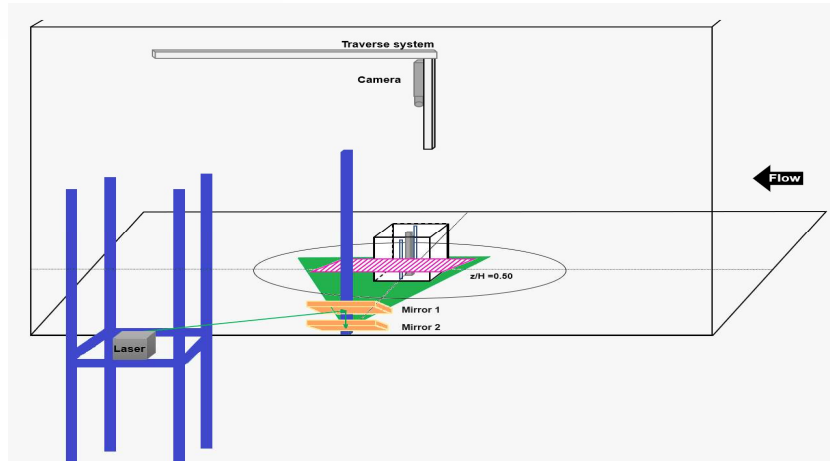 Traverse system
Camera
Flow
z/H =0.50
Mirror 1
Mirror 2
Laser